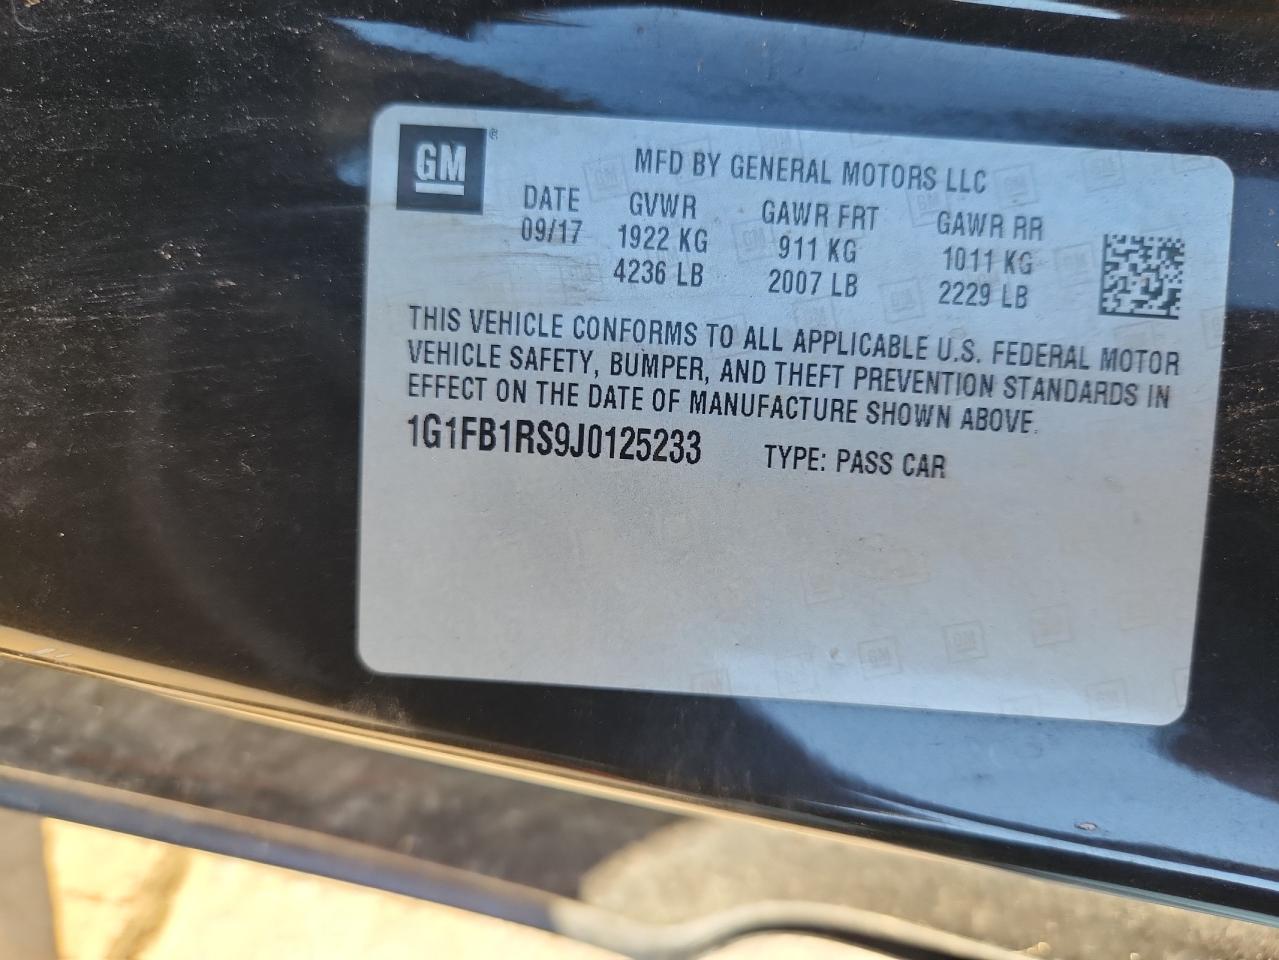 GM ®
MFD BY GENERAL MOTORS LLC
DATE GVWR GAWR FRT GAWR RR
09/17 1922 KG 911 KG 1011 KG
4236 LB 2007 LB 2229 LB
THIS VEHICLE CONFORMS TO ALL APPLICABLE U.S. FEDERAL MOTOR
VEHICLE SAFETY, BUMPER, AND THEFT PREVENTION STANDARDS IN
EFFECT ON THE DATE OF MANUFACTURE SHOWN ABOVE.
1G1FB1RS9J0125233 TYPE: PASS CAR